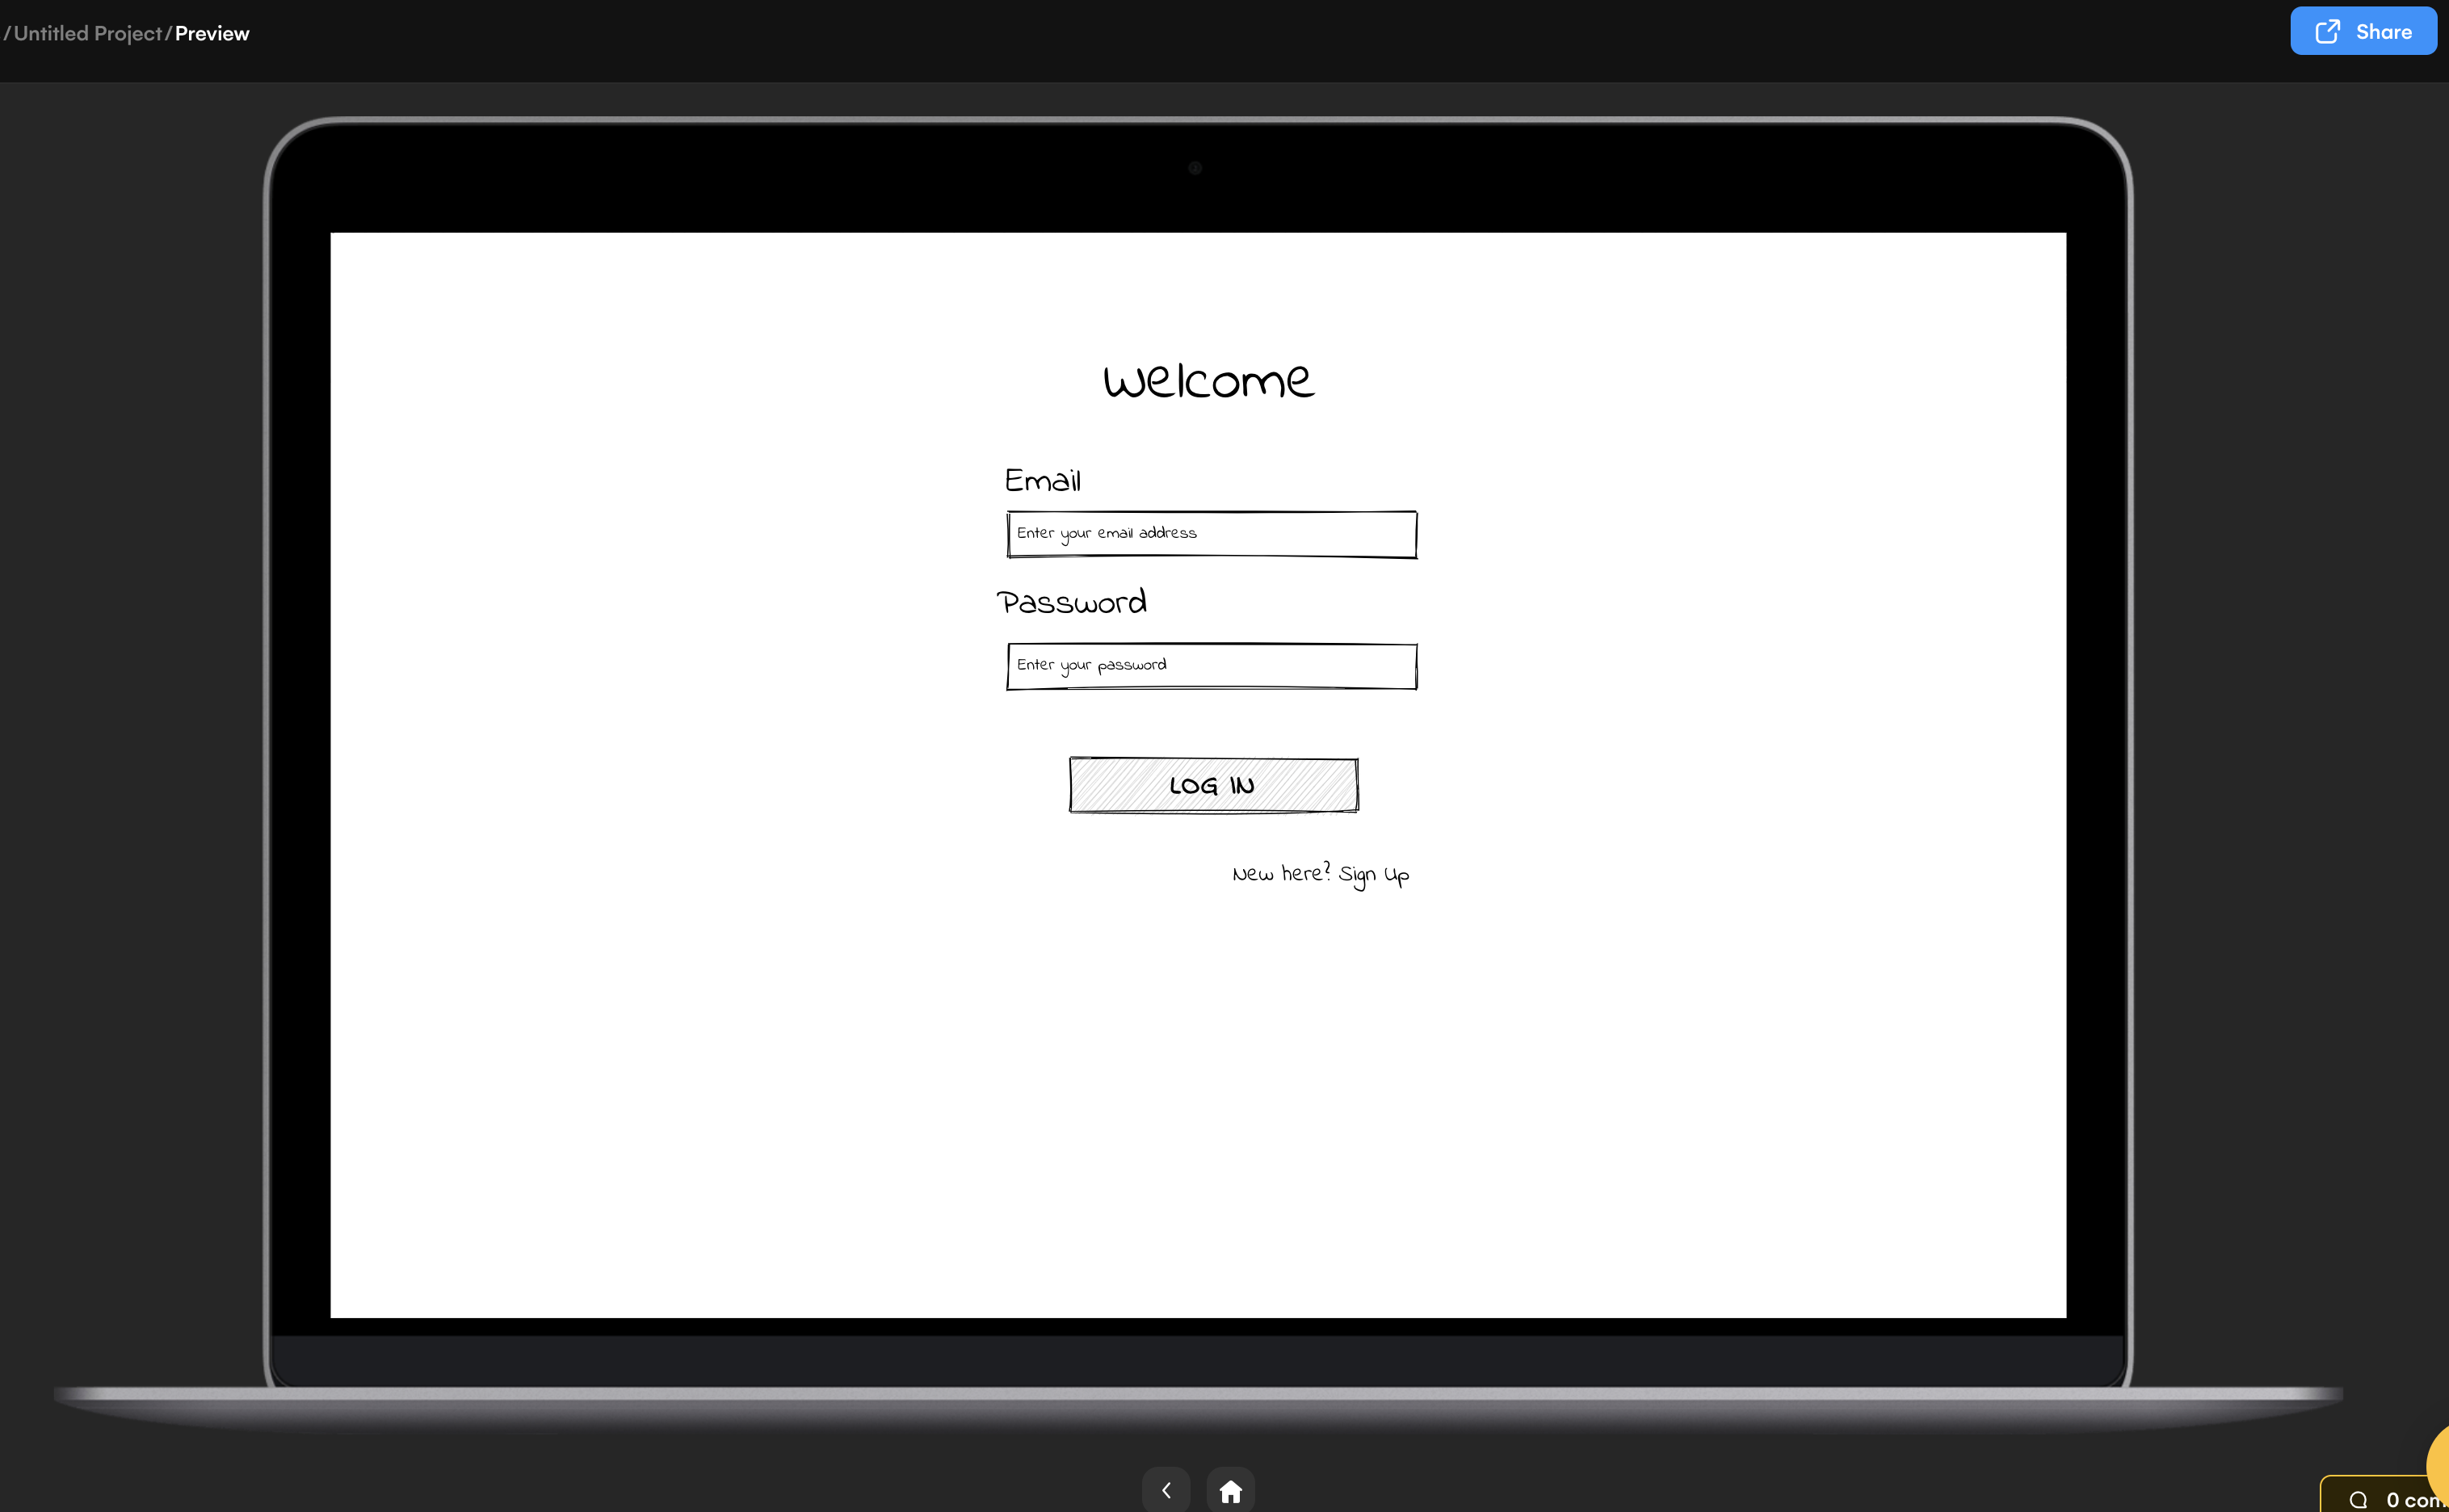 /Untitled Project/Preview
Share
Welcome
Email
Enter your email address
Password
Enter your password
LOG IN
New here? Sign Up
0 com